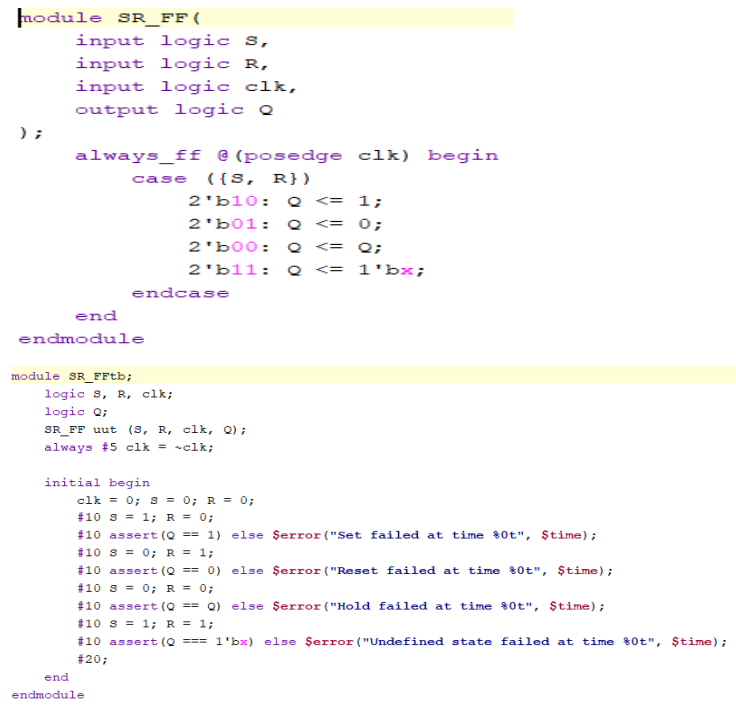 module SR_FF(
input logic S,
input logic R,
input logic clk,
output logic Q
);
always_ff @(posedge clk) begin
case ({S, R})
2'b10: Q <= 1;
2'b01: Q <= 0;
2'b00: Q <= Q;
2'b11: Q <= 1'bx;
endcase
end
endmodule
module SR_FFtb;
logic S, R, clk;
logic Q;
SR_FF uut (S, R, clk, Q);
always #5 clk = ~clk;
initial begin
clk = 0; S = 0; R = 0;
#10 S = 1; R = 0;
#10 assert(Q == 1) else $error("Set failed at time %0t", $time);
#10 S = 0; R = 1;
#10 assert(Q == 0) else $error("Reset failed at time %0t", $time);
#10 S = 0; R = 0;
#10 assert(Q == Q) else $error("Hold failed at time %0t", $time);
#10 S = 1; R = 1;
#10 assert(Q === 1'bx) else $error("Undefined state failed at time %0t", $time);
#20;
end
endmodule